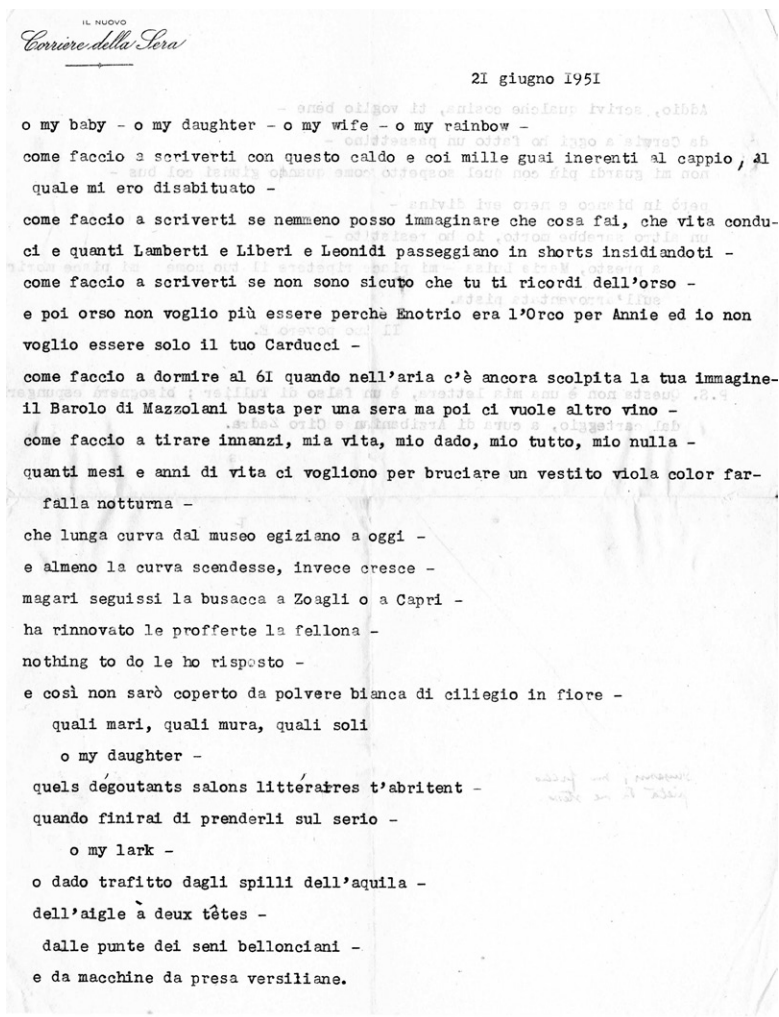 IL NUOVO
Corriere della Sera
21 giugno 1951
o my baby - o my daughter - o my wife - o my rainbow -
come faccio a scriverti con questo caldo e coi mille guai inerenti al cappio, al
quale mi ero disabituato -
come faccio a scriverti se nemmeno posso immaginare che cosa fai, che vita condu-
ci e quanti Lamberti e Liberi e Leonidi passeggiano in shorts insidiandoti -
come faccio a scriverti se non sono sicuto che tu ti ricordi dell'orso -
e poi orso non voglio più essere perchè Enotrio era l'Orco per Annie ed io non
voglio essere solo il tuo Carducci -
come faccio a dormire al 61 quando nell'aria c'è ancora scolpita la tua immagine-
il Barolo di Mazzolani basta per una sera ma poi ci vuole altro vino -
come faccio a tirare innanzi, mia vita, mio dado, mio tutto, mio nulla -
quanti mesi e anni di vita ci vogliono per bruciare un vestito viola color far-
falla notturna -
che lunga curva dal museo egiziano a oggi -
e almeno la curva scendesse, invece cresce -
magari seguissi la busacca a Zoagli o a Capri -
ha rinnovato le profferte la fellona -
nothing to do le ho risposto -
e così non sarò coperto da polvere bianca di ciliegio in fiore -
quali mari, quali mura, quali soli
o my daughter -
quels dégoutants salons littéraires t'abritent -
quando finirai di prenderli sul serio -
o my lark -
o dado trafitto dagli spilli dell'aquila -
dell'aigle à deux têtes -
dalle punte dei seni bellonciani -
e da macchine da presa versiliane.